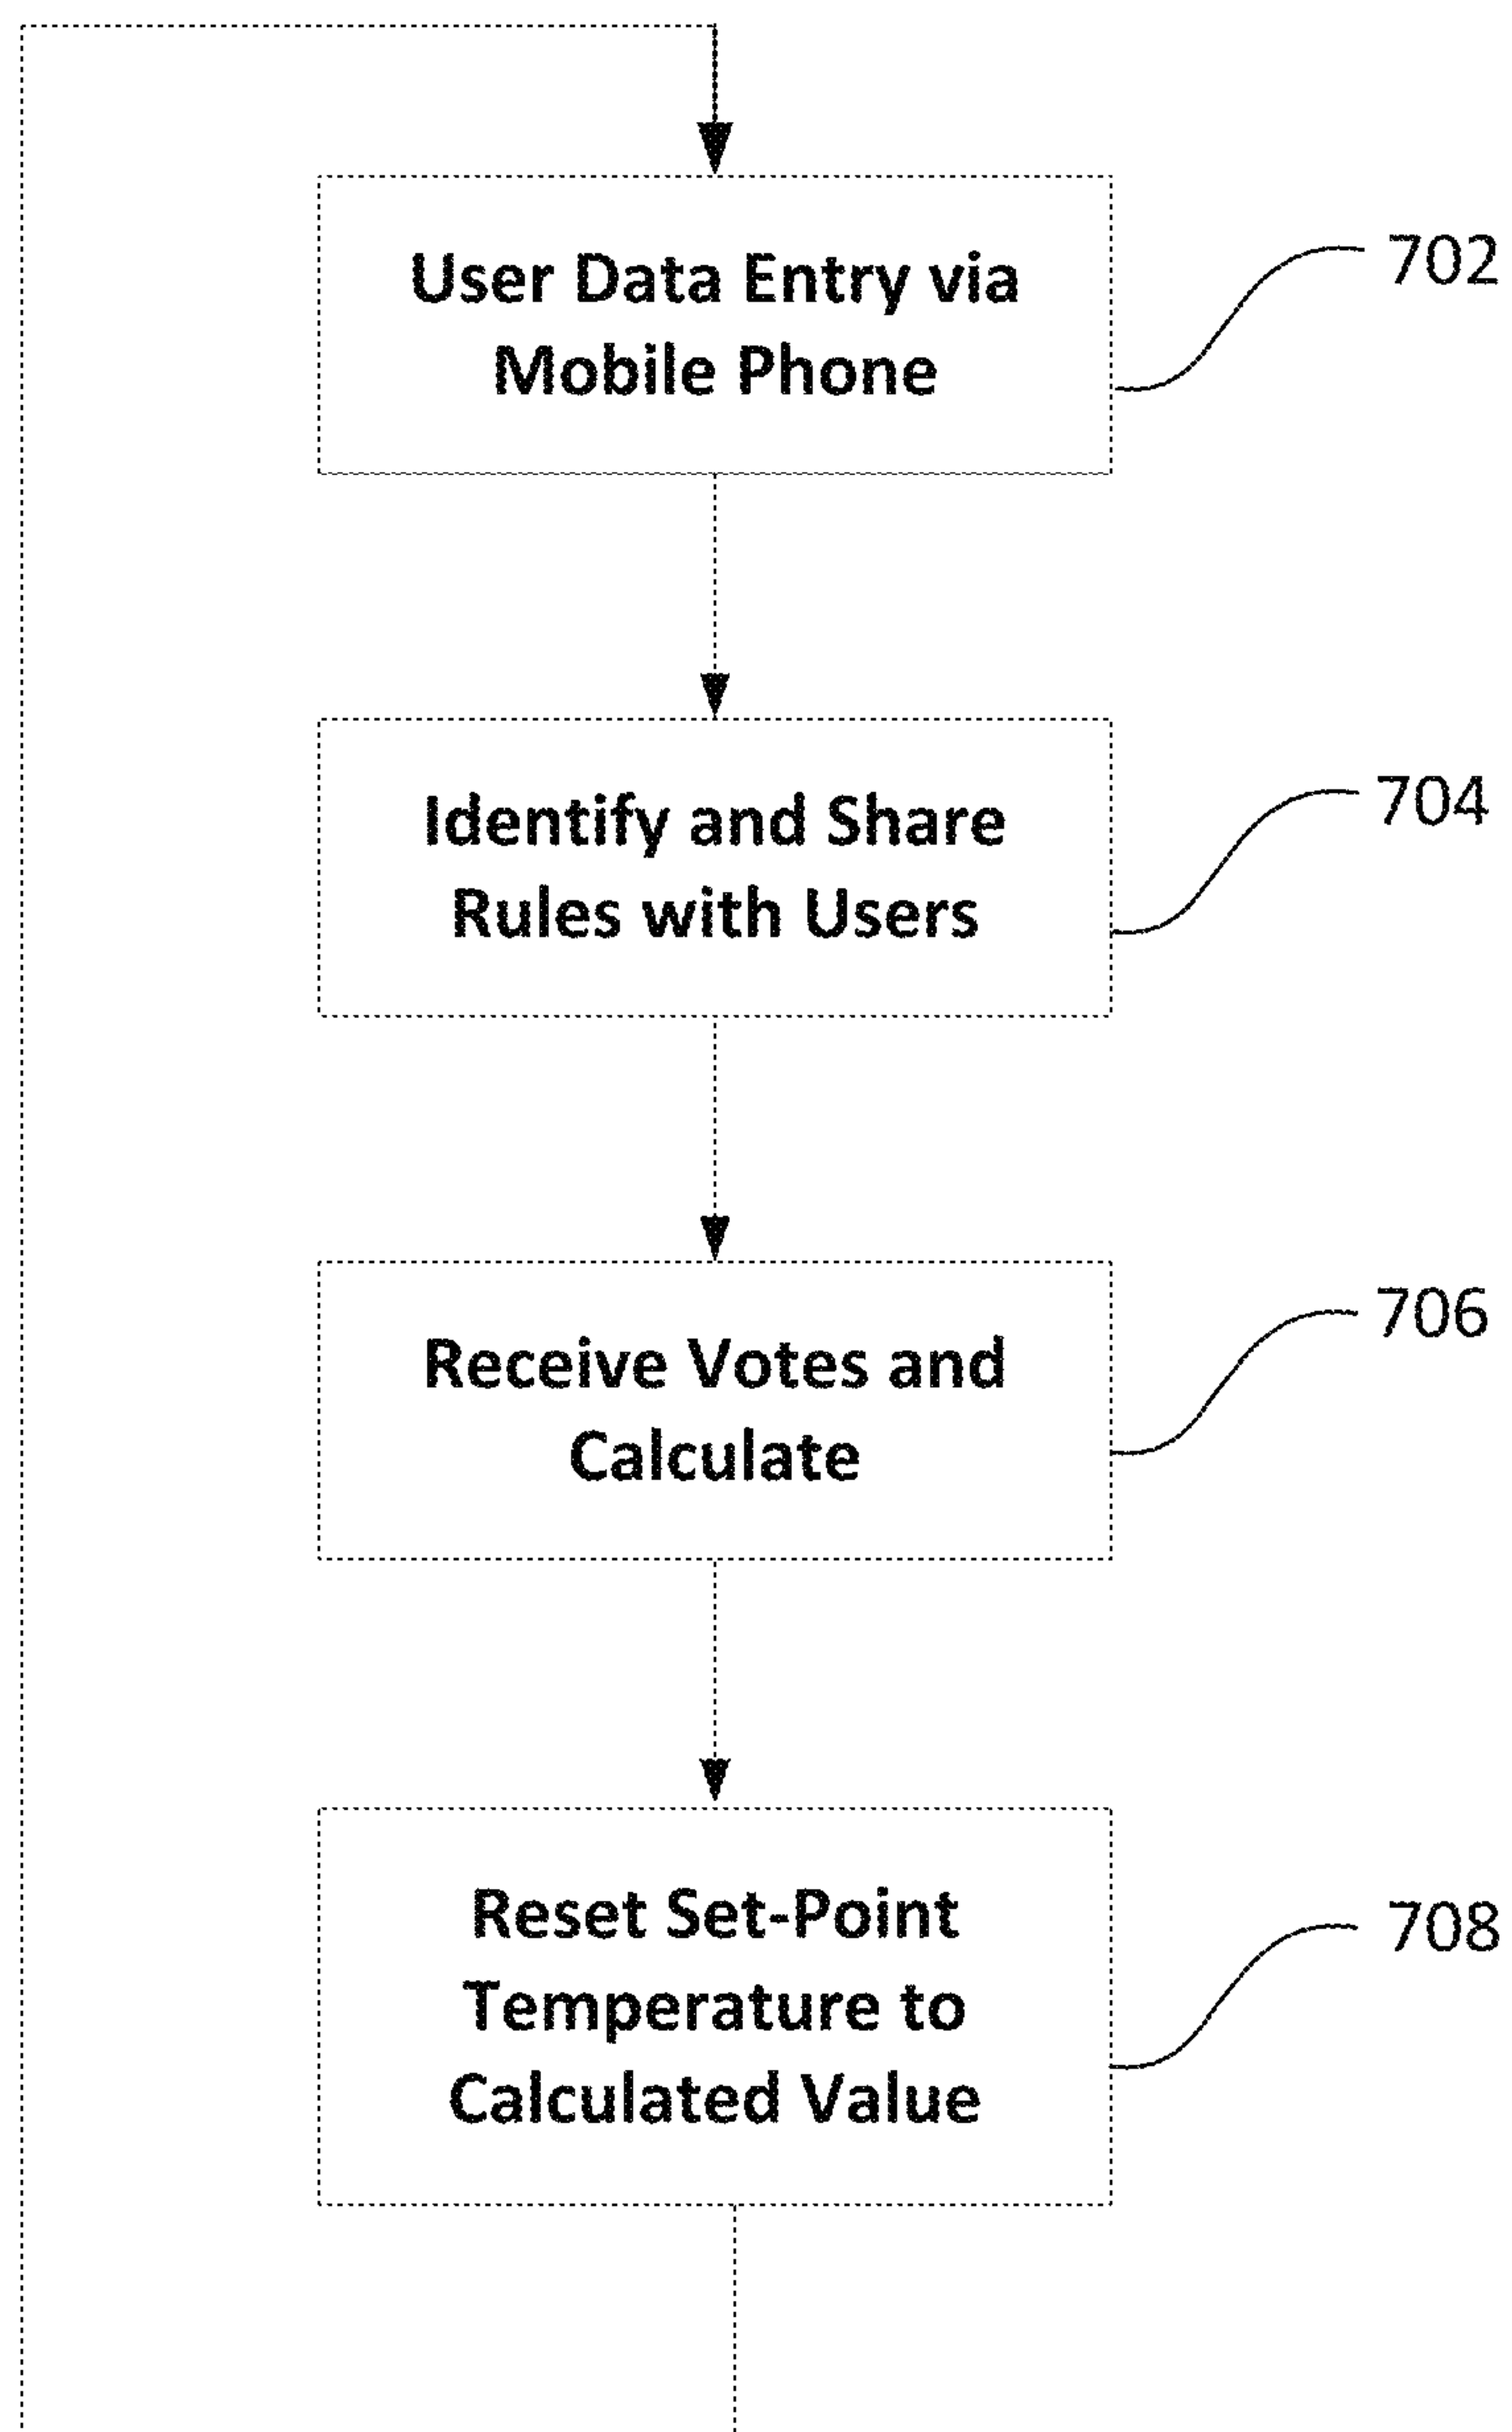 User Data Entry via
Mobile Phone
702
Identify and Share
Rules with Users
704
Receive Votes and
Calculate
706
Reset Set-Point
Temperature to
Calculated Value
708